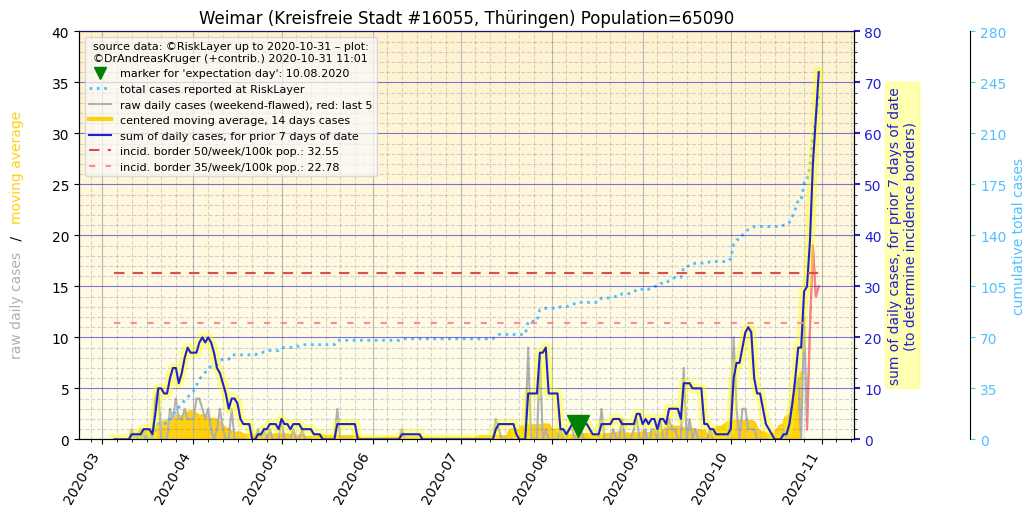 Weimar (Kreisfreie Stadt #16055, Thüringen) Population=65090
source data: ©RiskLayer up to 2020-10-31 – plot:
©DrAndreasKruger (+contrib.) 2020-10-31 11:01
marker for 'expectation day': 10.08.2020
total cases reported at RiskLayer
raw daily cases (weekend-flawed), red: last 5
centered moving average, 14 days cases
sum of daily cases, for prior 7 days of date
incid. border 50/week/100k pop.: 32.55
incid. border 35/week/100k pop.: 22.78
raw daily cases / moving average
40
35
30
25
20
15
10
5
0
80
70
60
50
40
30
20
10
0
sum of daily cases, for prior 7 days of date
(to determine incidence borders)
280
245
210
175
140
105
70
35
0
cumulative total cases
2020-03
2020-04
2020-05
2020-06
2020-07
2020-08
2020-09
2020-10
2020-11